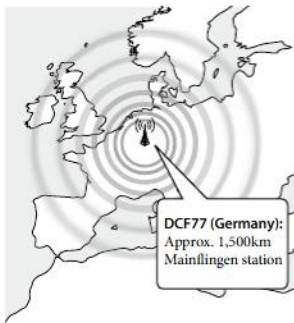 DCF77 (Germany):
Approx. 1,500km
Mainflingen station